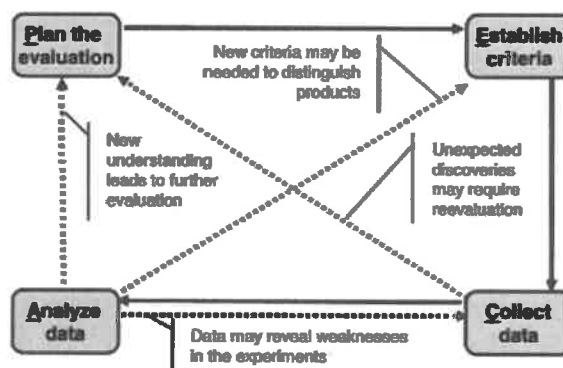 Plan the
evaluation
Establish
criteria
New criteria may be
needed to distinguish
products
New
understanding
leads to further
evaluation
Unexpected
discoveries
may require
reevaluation
Analyze
data
Collect
data
Data may reveal weaknesses
in the experiments